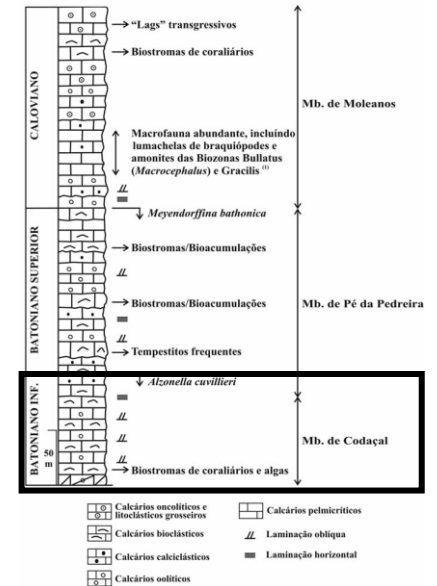 CALOVIANO
BATONIANO SUPERIOR
BATONIANO INF.
50
m
“Lags” transgressivos
Biostromas de coraliários
Macrofauna abundante, incluíndo
lumachelas de braquiópodes e
amonites das Biozonas Bullatus
(Macrocephalus) e Gracilis (1)
Meyendorffina bathonica
Biostromas/Bioacumulações
Biostromas/Bioacumulações
Tempestitos frequentes
Alzonella cuvillieri
Biostromas de coraliários e algas
Mb. de Moleanos
Mb. de Pé da Pedreira
Mb. de Codaçal
Calcários oncolíticos e
litoclásticos grosseiros
Calcários bioclásticos
Calcários calciclásticos
Calcários oolíticos
Calcários pelmicríticos
Laminação oblíqua
Laminação horizontal